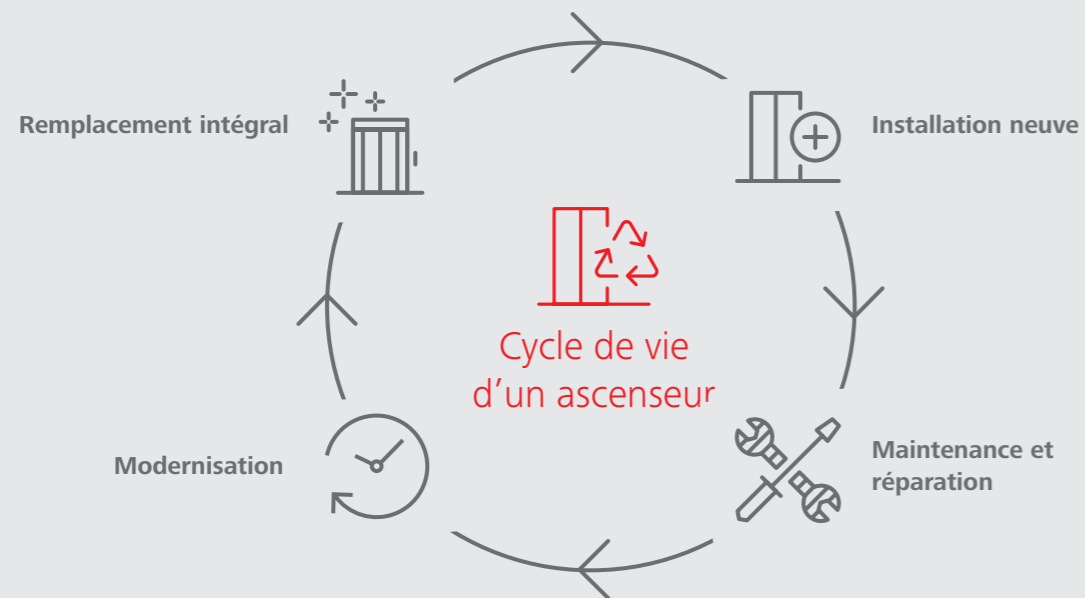 Remplacement intégral
Installation neuve
Cycle de vie
d'un ascenseur
Modernisation
Maintenance et
réparation